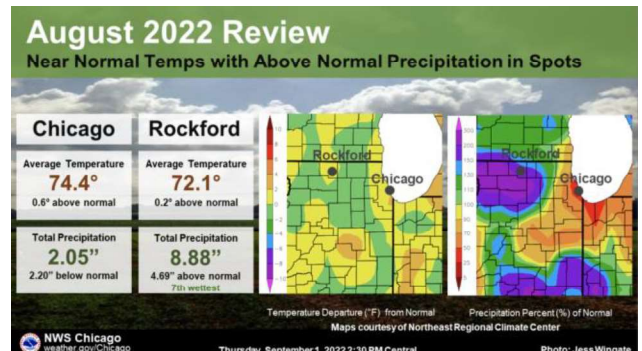 August 2022 Review
Near Normal Temps with Above Normal Precipitation in Spots
Chicago
Average Temperature
74.4°
0.6° above normal
Total Precipitation
2.05”
2.20” below normal
Rockford
Average Temperature
72.1°
0.2° above normal
Total Precipitation
8.88”
4.69” above normal
7th wettest
Rockford
Chicago
Temperature Departure (°F) from Normal
Rockford
Chicago
Precipitation Percent (%) of Normal
Maps courtesy of Northeast Regional Climate Center
NWS Chicago
weather.gov/Chicago
Thursday, September 1, 2022 2:30 PM Central
Photo: Jess Wingate